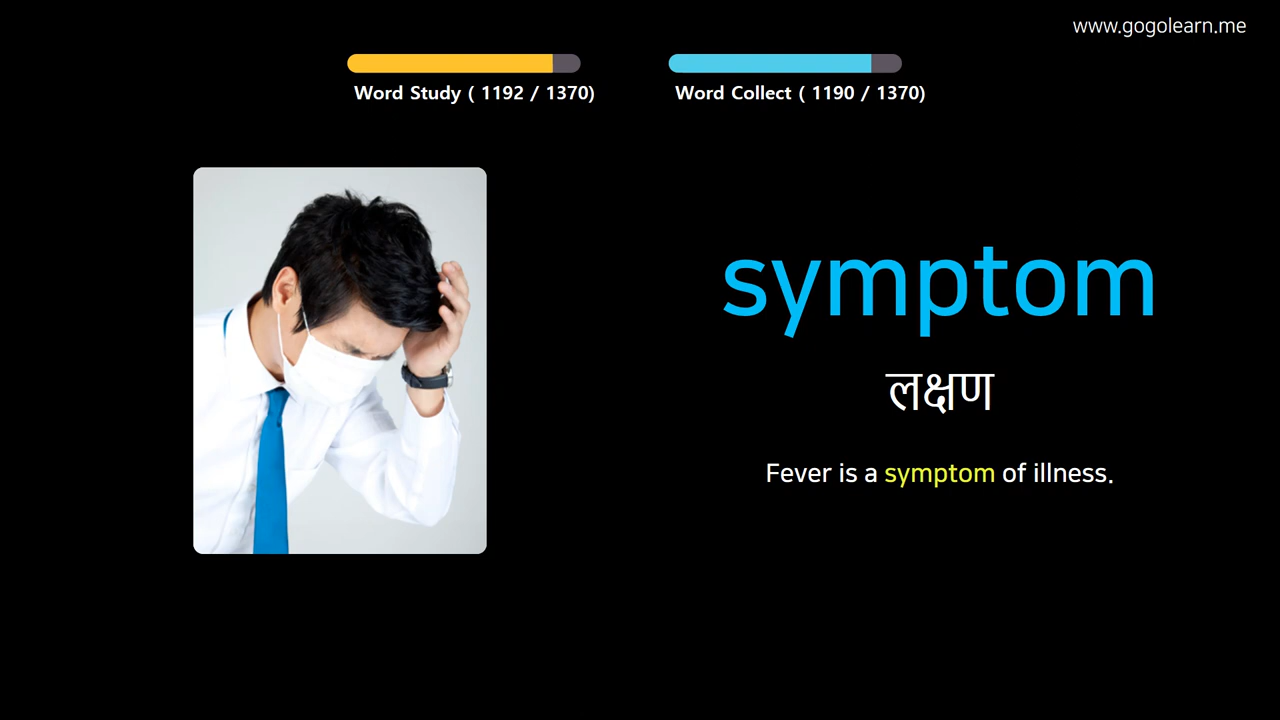 www.gogolearn.me
Word Study ( 1192 / 1370)
Word Collect ( 1190 / 1370)
symptom
लक्षण
Fever is a symptom of illness.